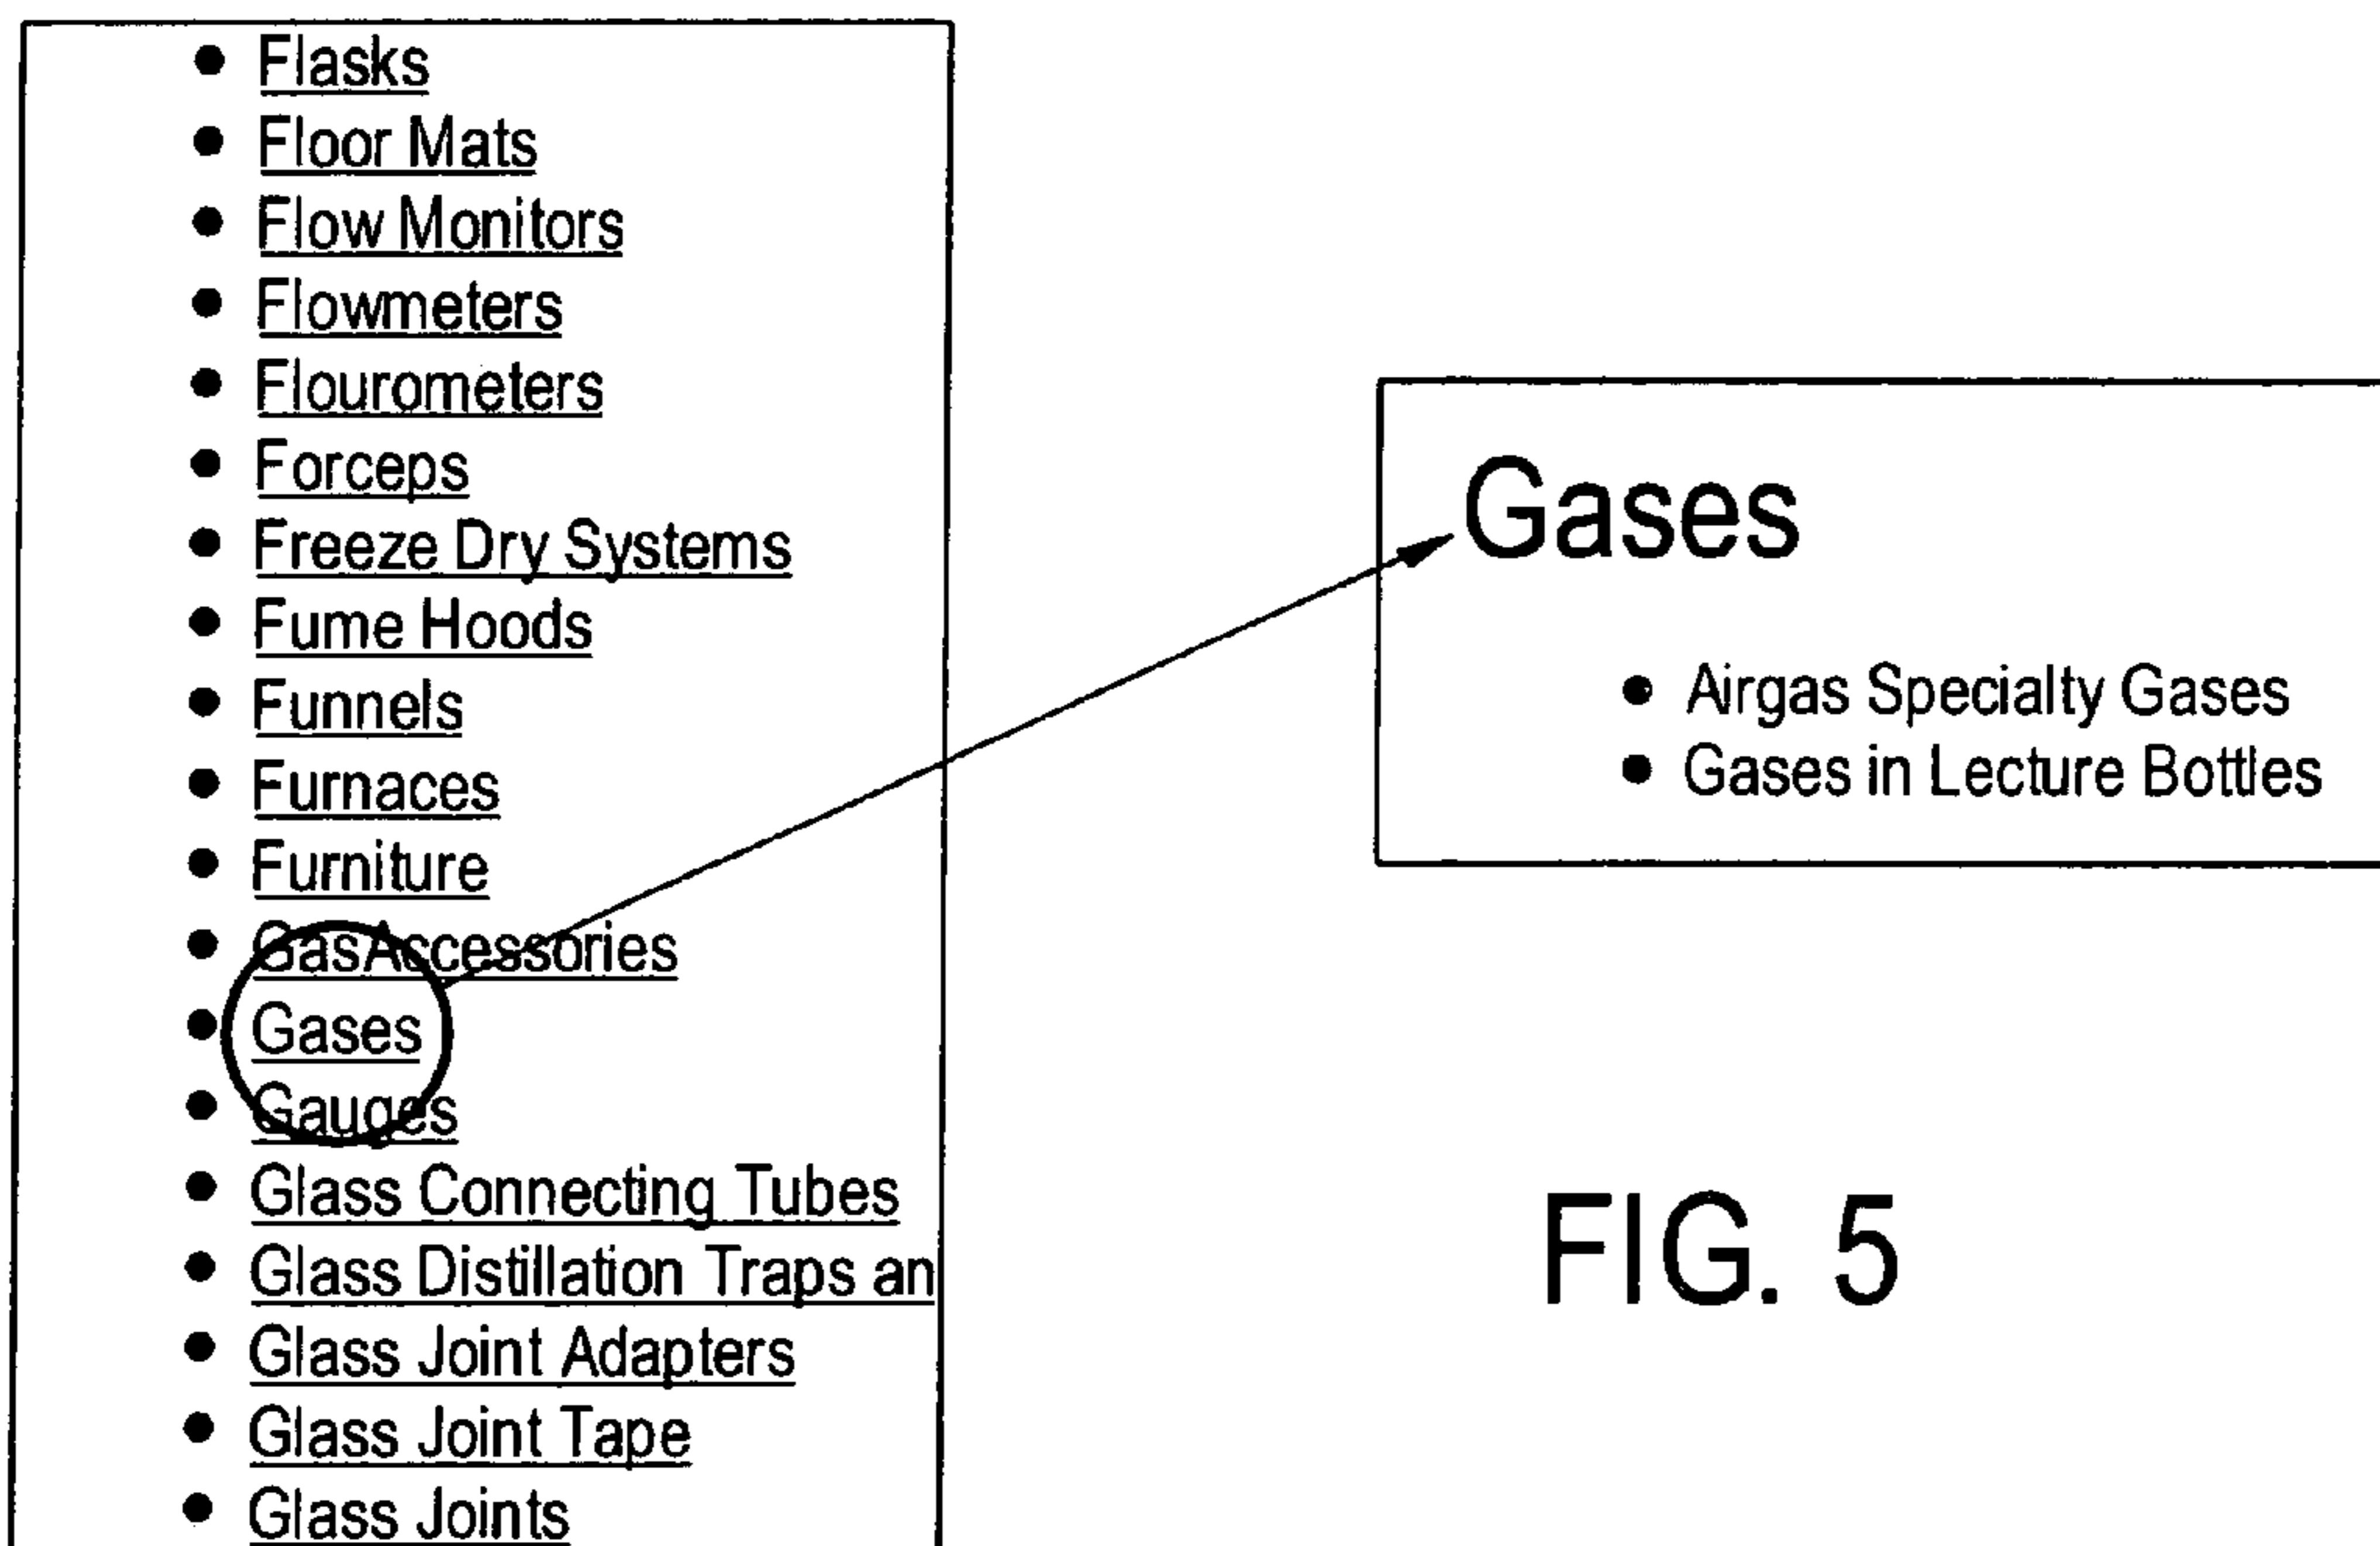 • Flasks
• Floor Mats
• Flow Monitors
• Flowmeters
• Flourometers
• Forceps
• Freeze Dry Systems
• Fume Hoods
• Funnels
• Furnaces
• Furniture
• GasAccessories
• Gases
• Gauges
• Glass Connecting Tubes
• Glass Distillation Traps an
• Glass Joint Adapters
• Glass Joint Tape
• Glass Joints
Gases
• Airgas Specialty Gases
• Gases in Lecture Bottles
FIG. 5